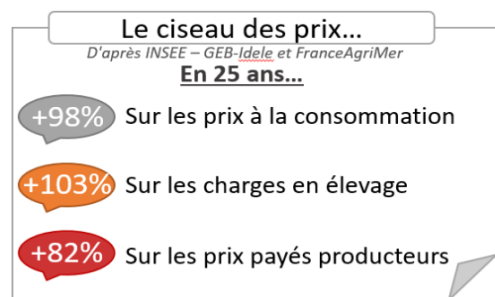 Le ciseau des prix...
D'après INSEE – GEB-Idele et FranceAgriMer
En 25 ans...
+98% Sur les prix à la consommation
+103% Sur les charges en élevage
+82% Sur les prix payés producteurs